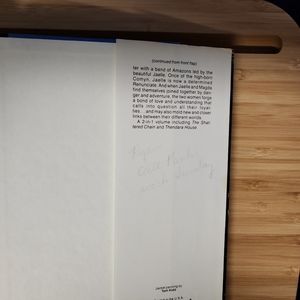 (continued from front flap)
ter with a band of Amazons led by the
beautiful Jaelle. Once of the high-born
Comyn, Jaelle is now a determined
Renunciate. And when Jaelle and Magda
find themselves joined together by dan-
ger and adventure, the two women forge
a bond of love and understanding that
calls into question all their loyal-
ties . . . and may also mold new and closer
links between their different worlds.
A 2-in-1 volume including The Shat-
tered Chain and Thendara House.
call
work